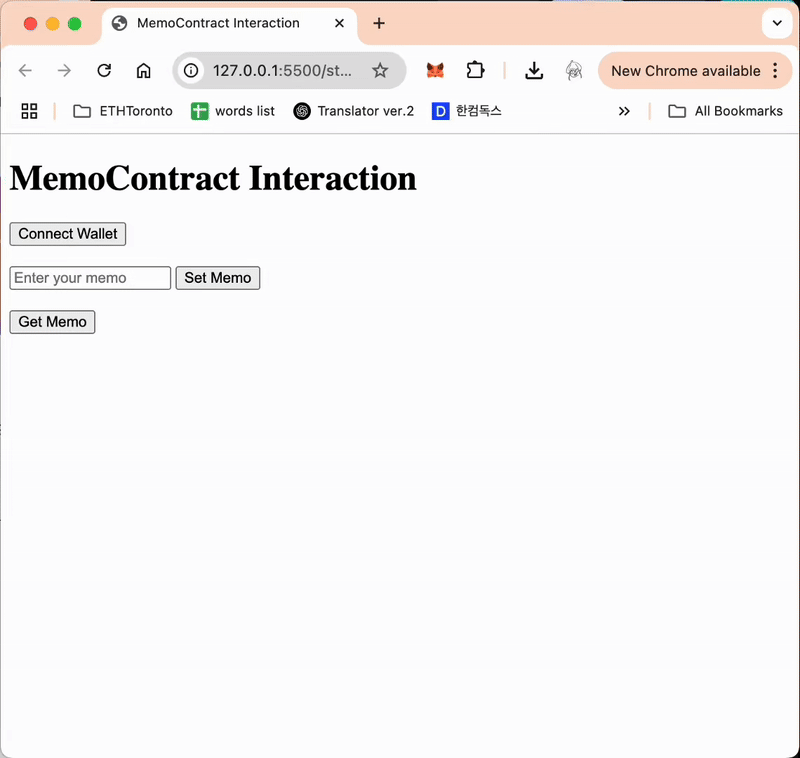 MemoContract Interaction
127.0.0.1:5500/st...
New Chrome available
ETHToronto
words list
Translator ver.2
D 한컴독스
All Bookmarks
MemoContract Interaction
Connect Wallet
Enter your memo Set Memo
Get Memo